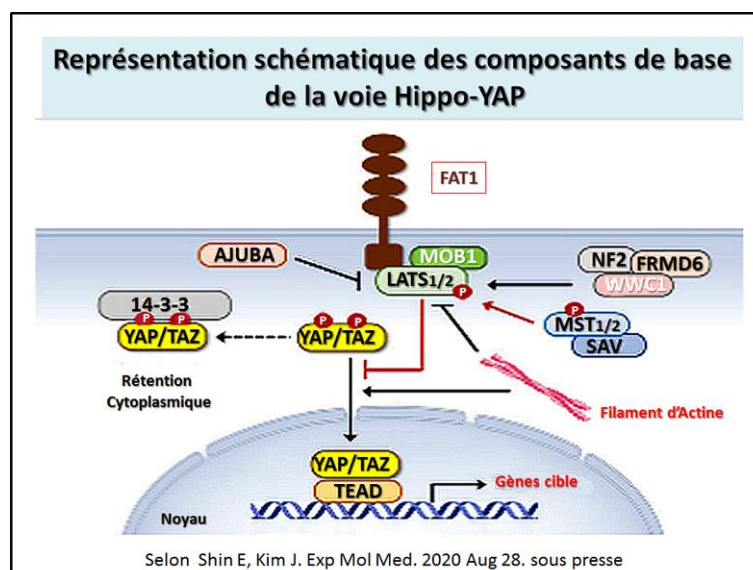 Représentation schématique des composants de base
de la voie Hippo-YAP
FAT1
AJUBA
MOB1
LATS1/2
P
NF2
FRMD6
WWC1
P
MST1/2
SAV
14-3-3
P P
YAP/TAZ
P P
YAP/TAZ
Rétention
Cytoplasmique
Filament d'Actine
YAP/TAZ
TEAD
Gènes cible
Noyau
Selon Shin E, Kim J. Exp Mol Med. 2020 Aug 28. sous presse